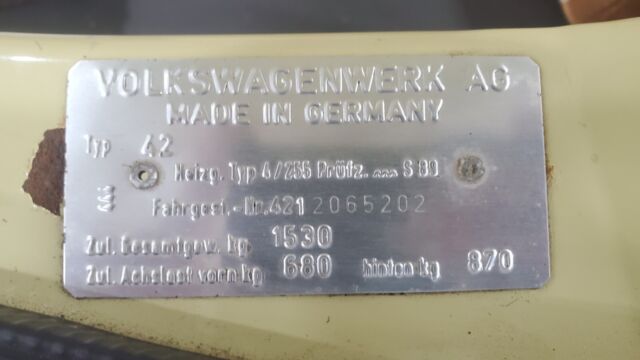 VOLKSWAGENWERK AG
MADE IN GERMANY
Typ 42
Heizg. Typ 4/255 Prüfz. S 89
Fahrgest.-Nr. 421 2065202
Zul. Gesamtgew. kg 1530
Zul. Achslast vorn kg 680 hinten kg 870